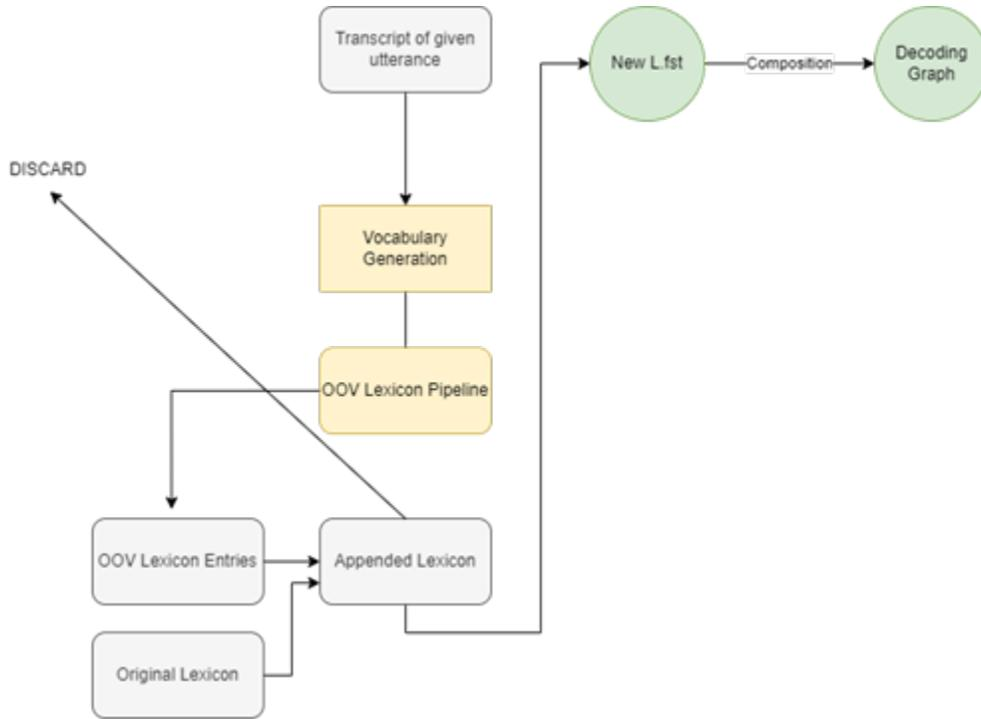 Transcript of given
utterance
New L.fst
Composition
Decoding
Graph
DISCARD
Vocabulary
Generation
OOV Lexicon Pipeline
OOV Lexicon Entries
Appended Lexicon
Original Lexicon